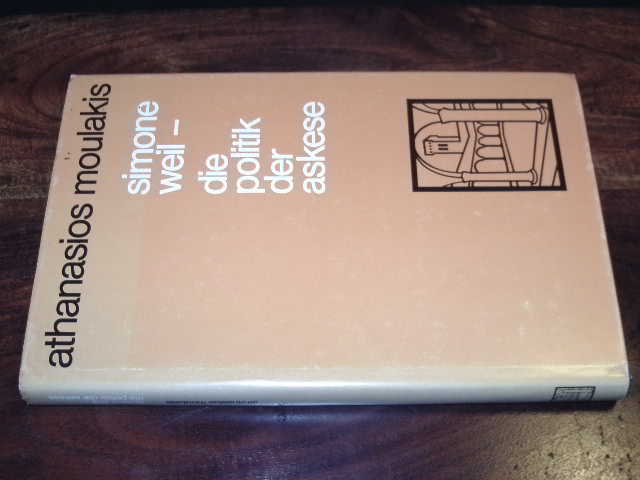 athanasios moulakis
simone
weil –
die
politik
der
askese